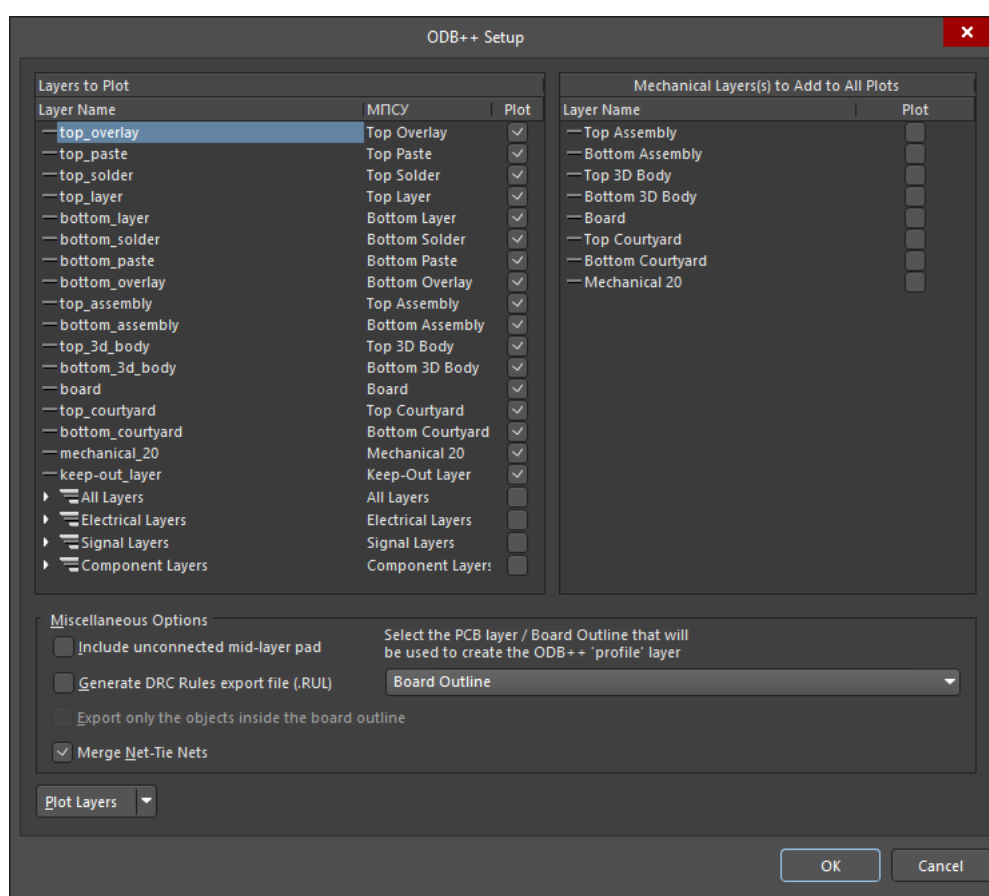 ODB++ Setup
Layers to Plot
Layer Name МПСУ Plot
top_overlay Top Overlay
top_paste Top Paste
top_solder Top Solder
top_layer Top Layer
bottom_layer Bottom Layer
bottom_solder Bottom Solder
bottom_paste Bottom Paste
bottom_overlay Bottom Overlay
top_assembly Top Assembly
bottom_assembly Bottom Assembly
top_3d_body Top 3D Body
bottom_3d_body Bottom 3D Body
board Board
top_courtyard Top Courtyard
bottom_courtyard Bottom Courtyard
mechanical_20 Mechanical 20
keep-out_layer Keep-Out Layer
All Layers All Layers
Electrical Layers Electrical Layers
Signal Layers Signal Layers
Component Layers Component Layers
Mechanical Layers(s) to Add to All Plots
Layer Name Plot
Top Assembly
Bottom Assembly
Top 3D Body
Bottom 3D Body
Board
Top Courtyard
Bottom Courtyard
Mechanical 20
Miscellaneous Options
Include unconnected mid-layer pad
Generate DRC Rules export file (.RUL)
Export only the objects inside the board outline
Merge Net-Tie Nets
Select the PCB layer / Board Outline that will
be used to create the ODB++ 'profile' layer
Board Outline
Plot Layers
OK Cancel